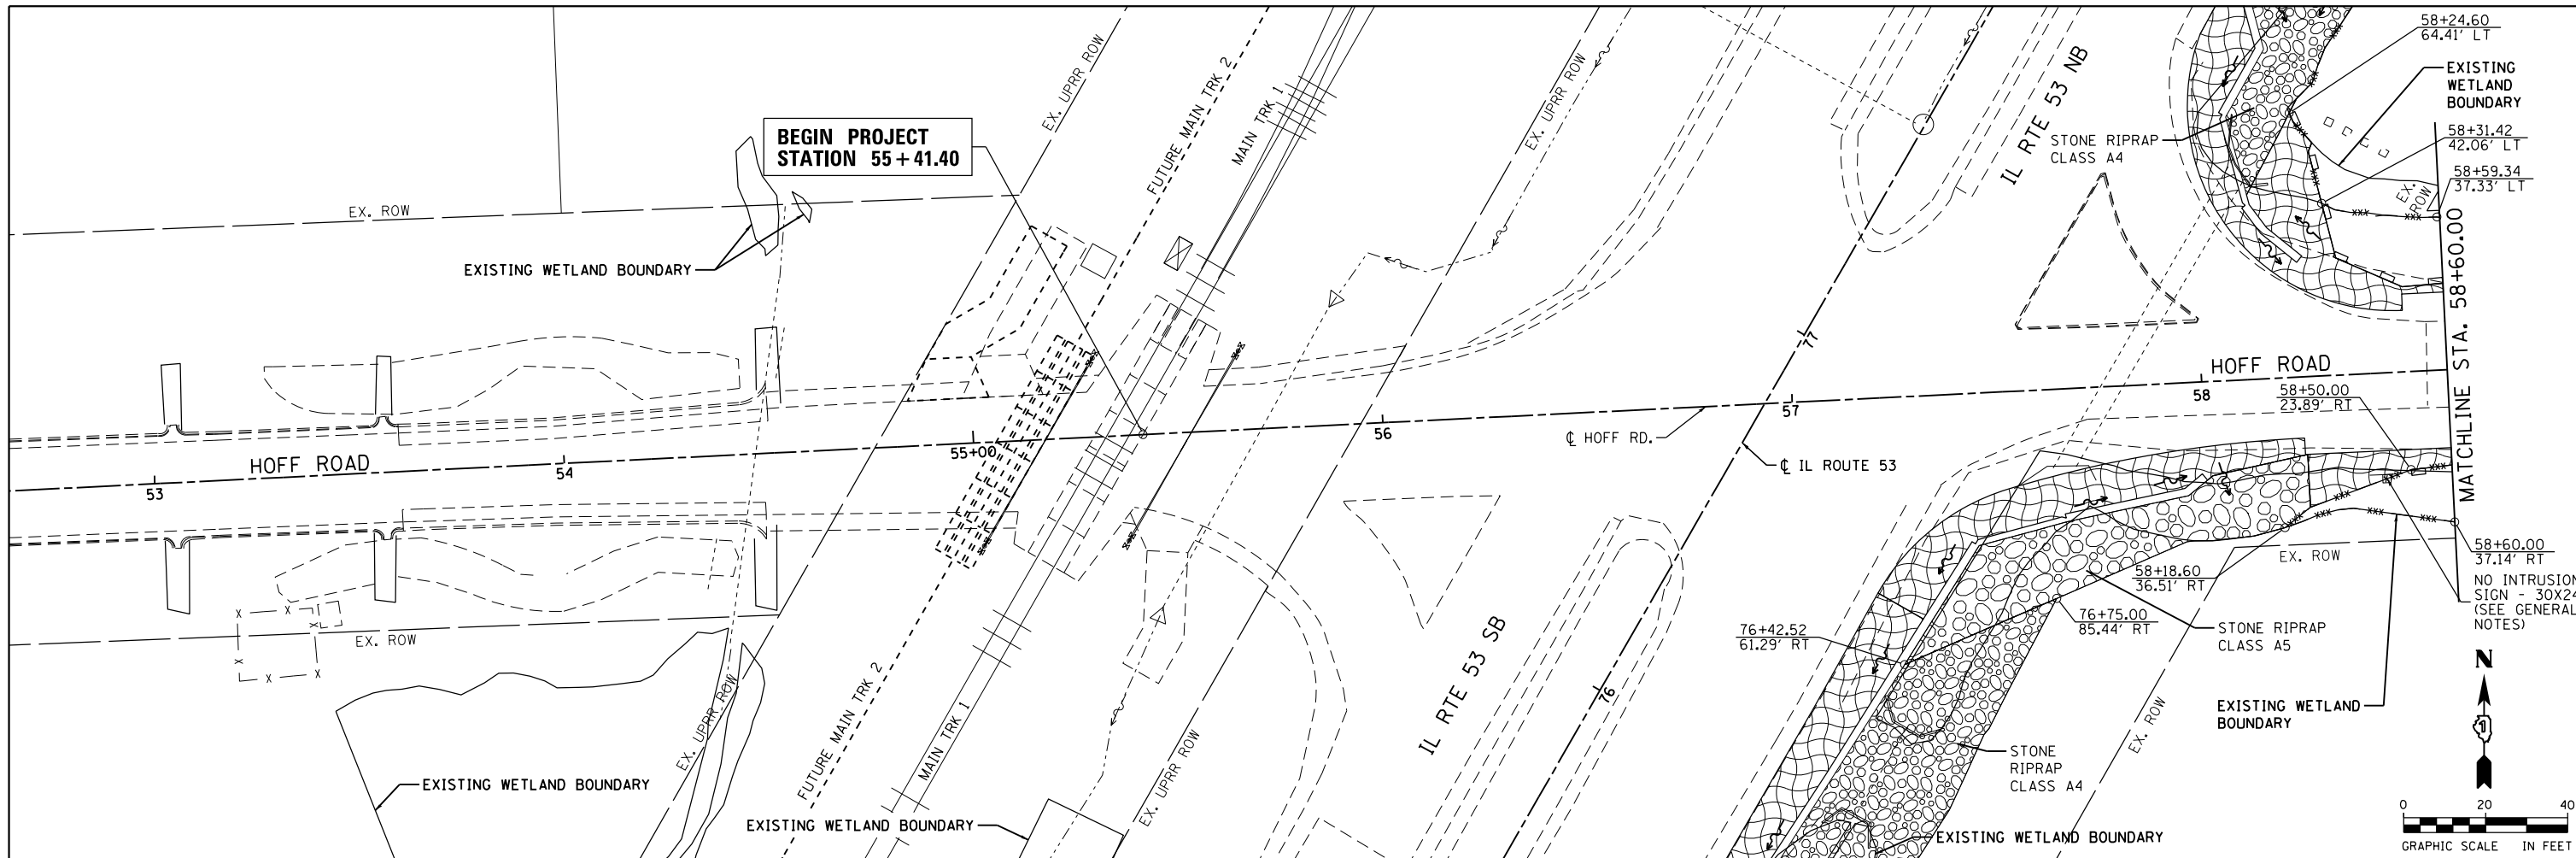 58+24.60
64.41' LT
EXISTING
WETLAND
BOUNDARY
58+31.42
42.06' LT
58+59.34
37.33' LT
EX.
ROW
STONE RIPRAP
CLASS A4
IL RTE 53 NB
EX. UPRR ROW
FUTURE MAIN TRK 2
MAIN TRK 1
EX. UPRR ROW
BEGIN PROJECT
STATION 55+41.40
EX. ROW
EXISTING WETLAND BOUNDARY
77
HOFF ROAD
MATCHLINE STA. 58+60.00
58+50.00
23.89' RT
53
HOFF ROAD
54
55+00
56
57
58
℄ HOFF RD.
℄ IL ROUTE 53
58+60.00
37.14' RT
NO INTRUSION
SIGN - 30X24
(SEE GENERAL
NOTES)
EX. ROW
58+18.60
36.51' RT
76+75.00
85.44' RT
STONE RIPRAP
CLASS A5
76+42.52
61.29' RT
EX. ROW
EX. UPRR ROW
FUTURE MAIN TRK 2
MAIN TRK 1
EX. UPRR ROW
IL RTE 53 SB
76
EX. ROW
EXISTING WETLAND
BOUNDARY
N
1
STONE
RIPRAP
CLASS A4
EXISTING WETLAND BOUNDARY
EXISTING WETLAND BOUNDARY
EXISTING WETLAND BOUNDARY
0 20 40
GRAPHIC SCALE IN FEET